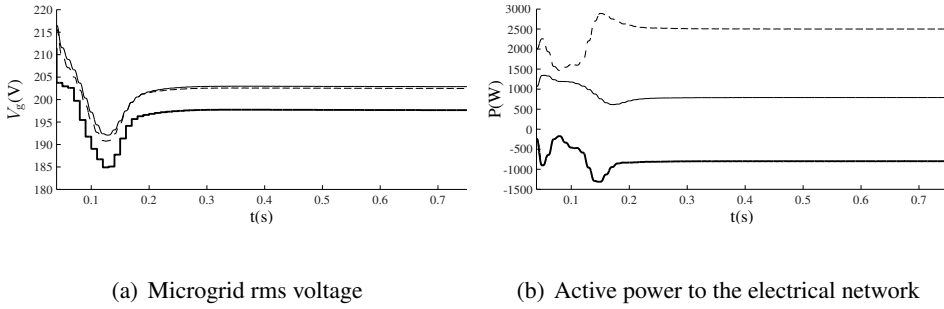 220
215
210
205
200
195
190
185
180
V_g(V)
0.1 0.2 0.3 0.4 0.5 0.6 0.7
t(s)
3000
2500
2000
1500
1000
500
0
-500
-1000
-1500
P(W)
0.1 0.2 0.3 0.4 0.5 0.6 0.7
t(s)
(a) Microgrid rms voltage
(b) Active power to the electrical network